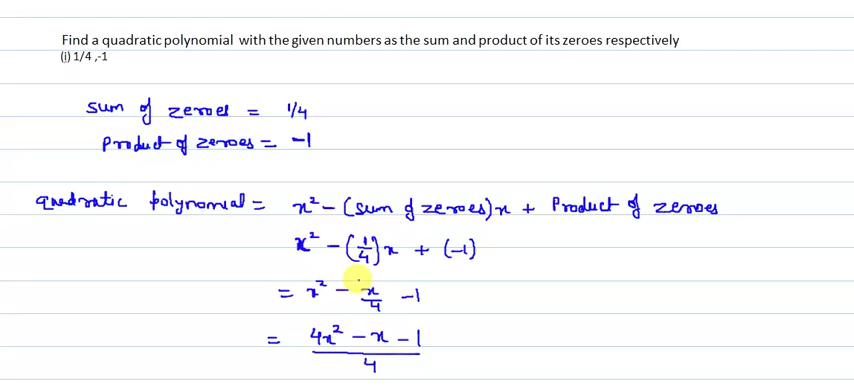 Find a quadratic polynomial with the given numbers as the sum and product of its zeroes respectively
(i) 1/4 ,-1
Sum of zeroes = 1/4
Product of zeroes = -1
quadratic polynomial = x² - (sum of zeroes)x + Product of zeroes
x² - (1/4)x + (-1)
= x² - x/4 - 1
= (4x² - x - 1)/4